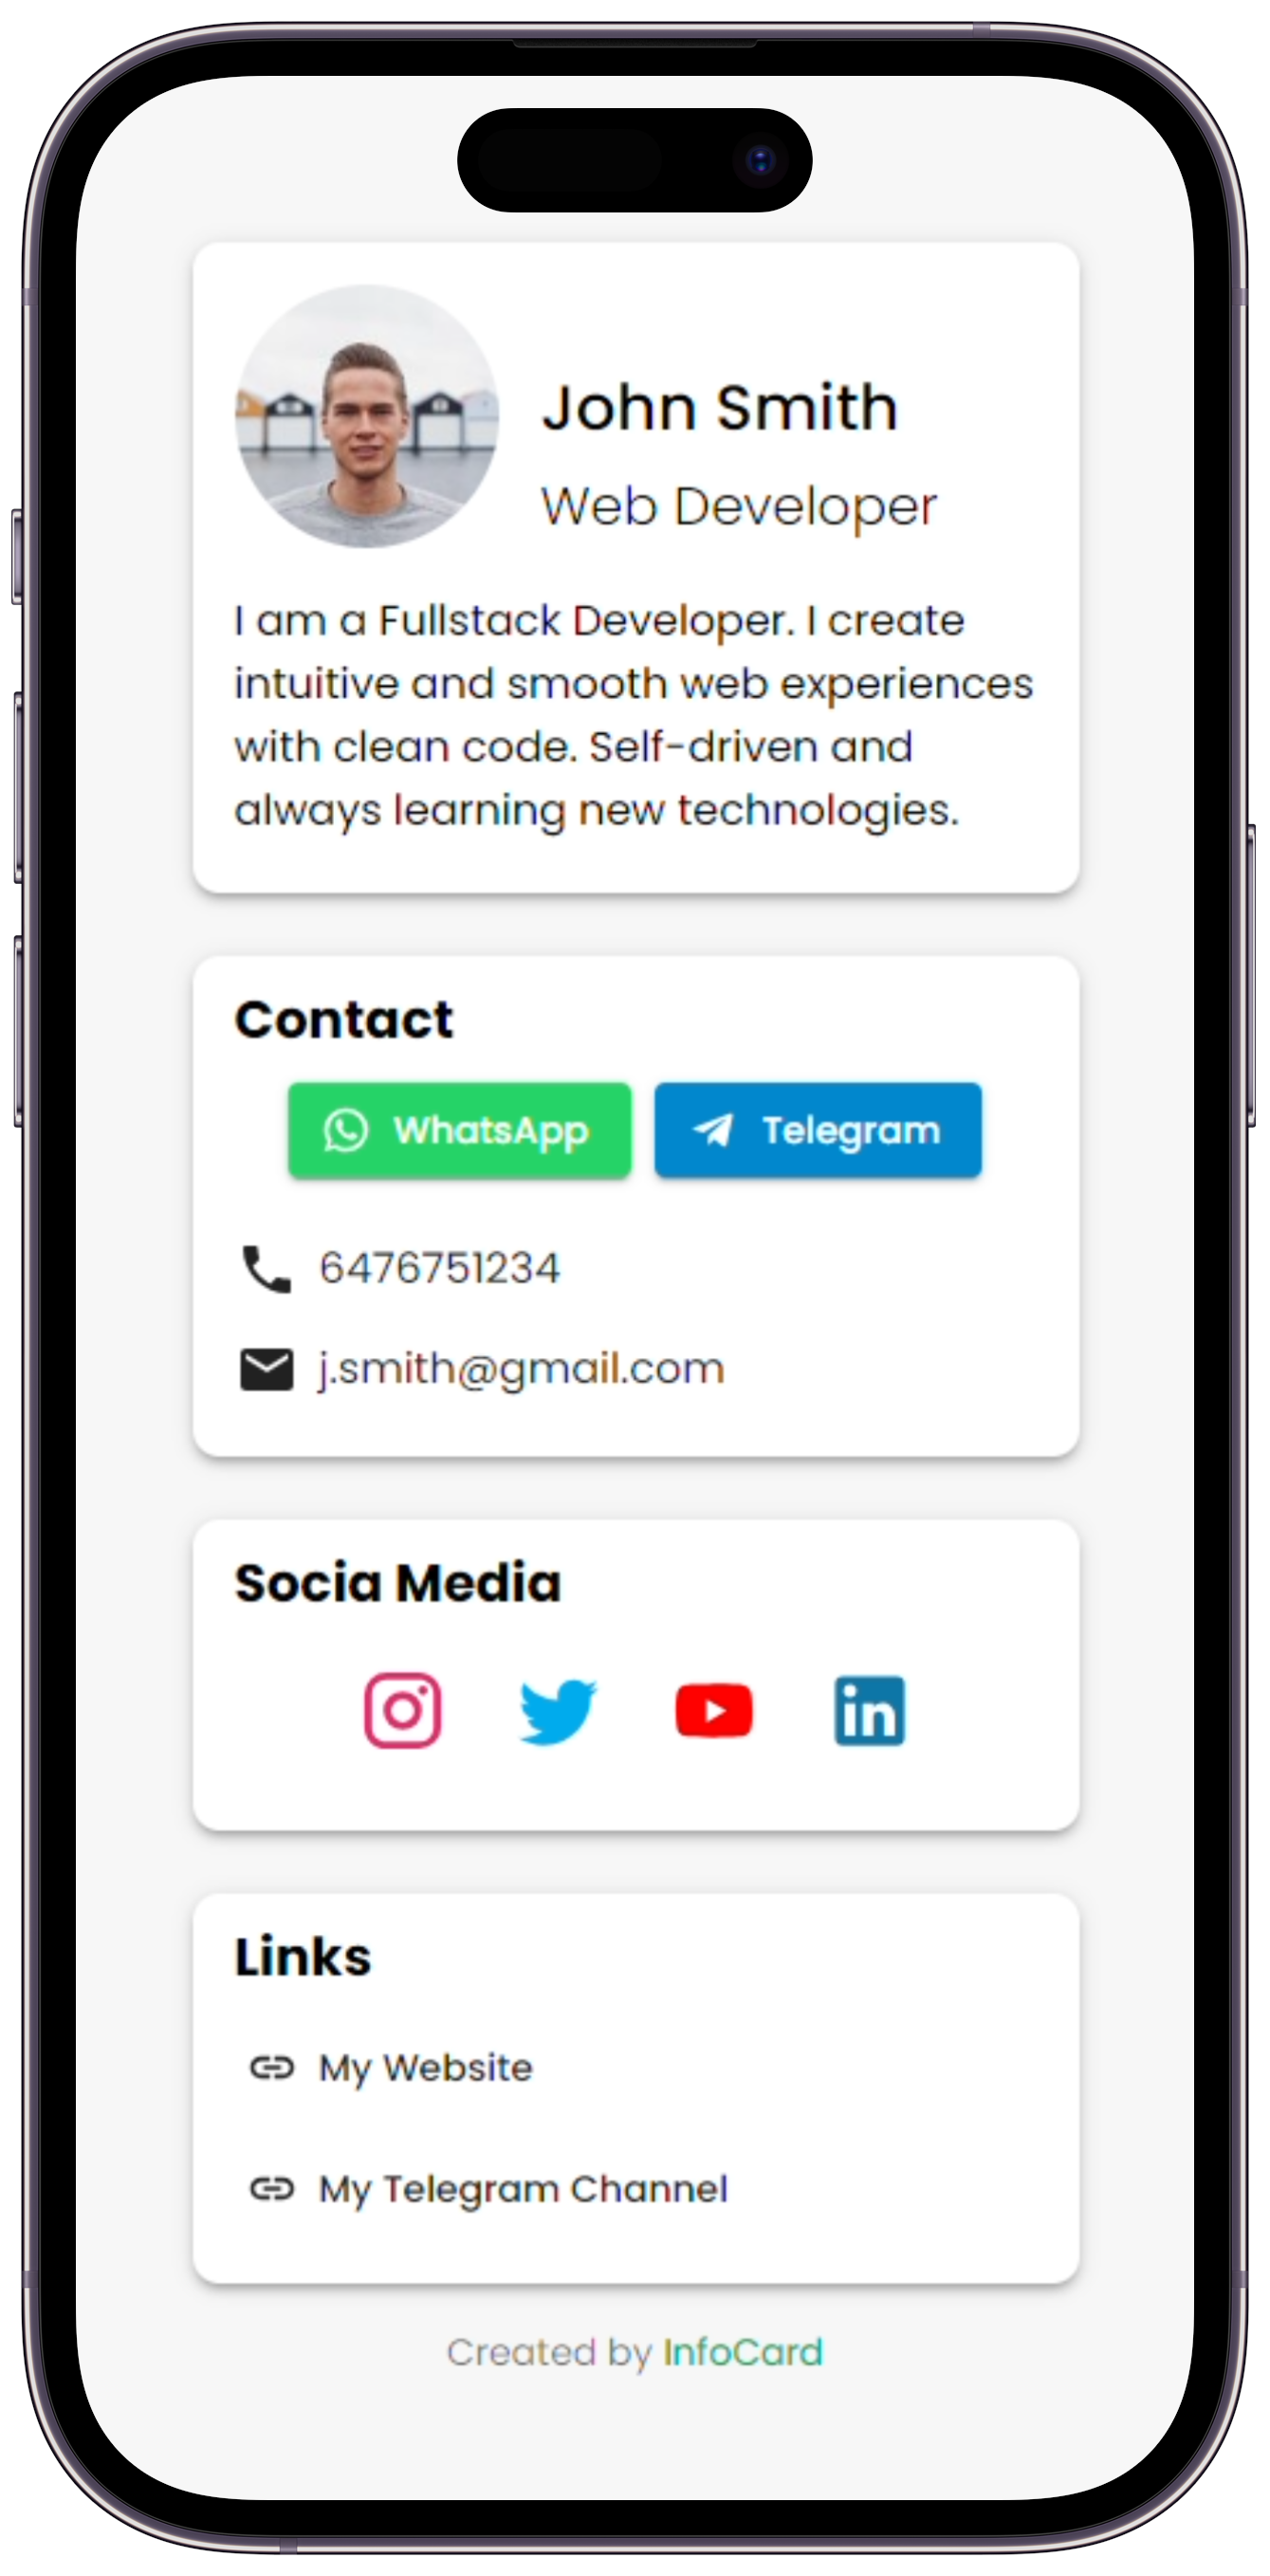 John Smith
Web Developer
I am a Fullstack Developer. I create
intuitive and smooth web experiences
with clean code. Self-driven and
always learning new technologies.
Contact
WhatsApp
Telegram
6476751234
j.smith@gmail.com
Socia Media
in
Links
My Website
My Telegram Channel
Created by InfoCard